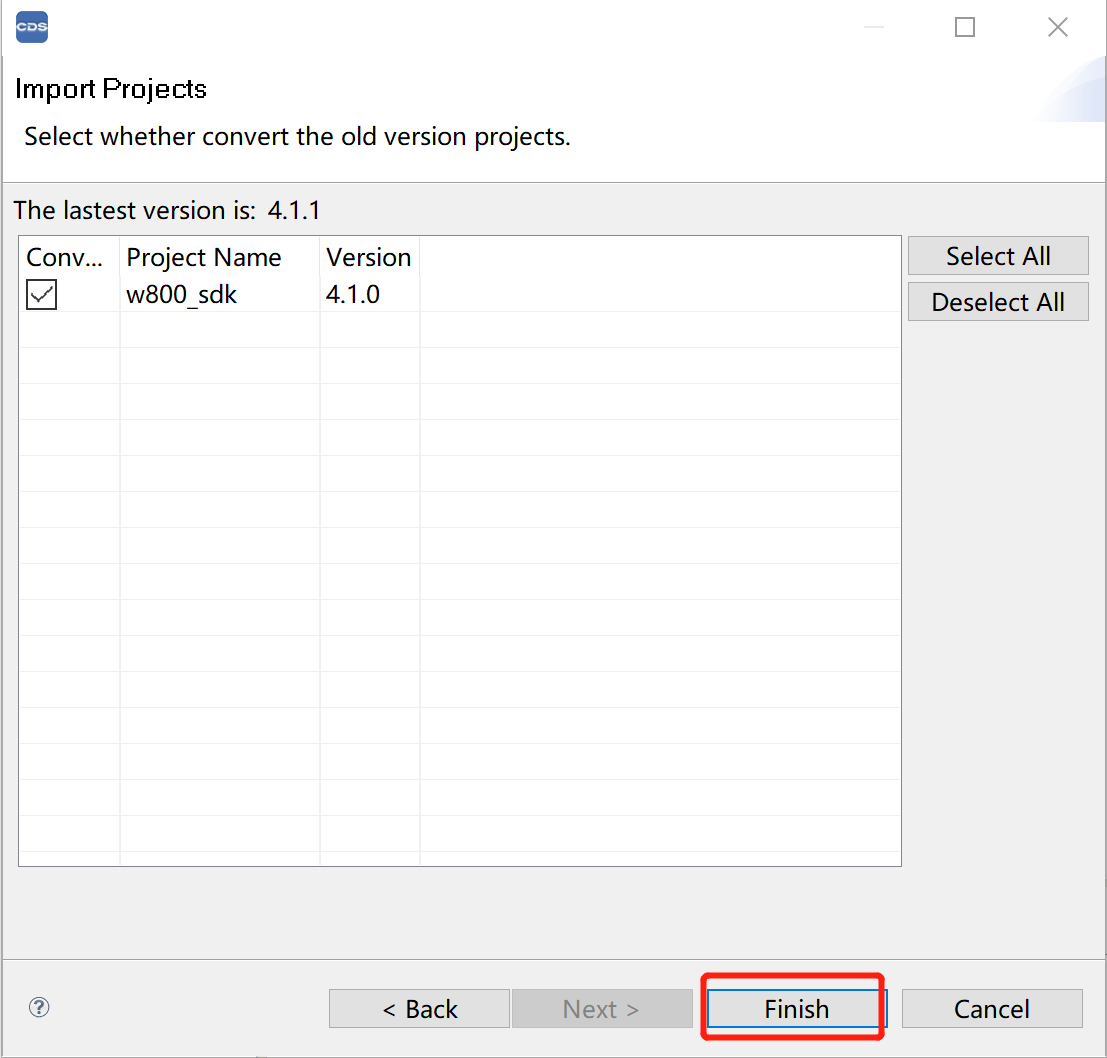 CDS
Import Projects
Select whether convert the old version projects.
The lastest version is: 4.1.1
Conv... Project Name Version
w800_sdk 4.1.0
Select All
Deselect All
?
< Back Next > Finish Cancel